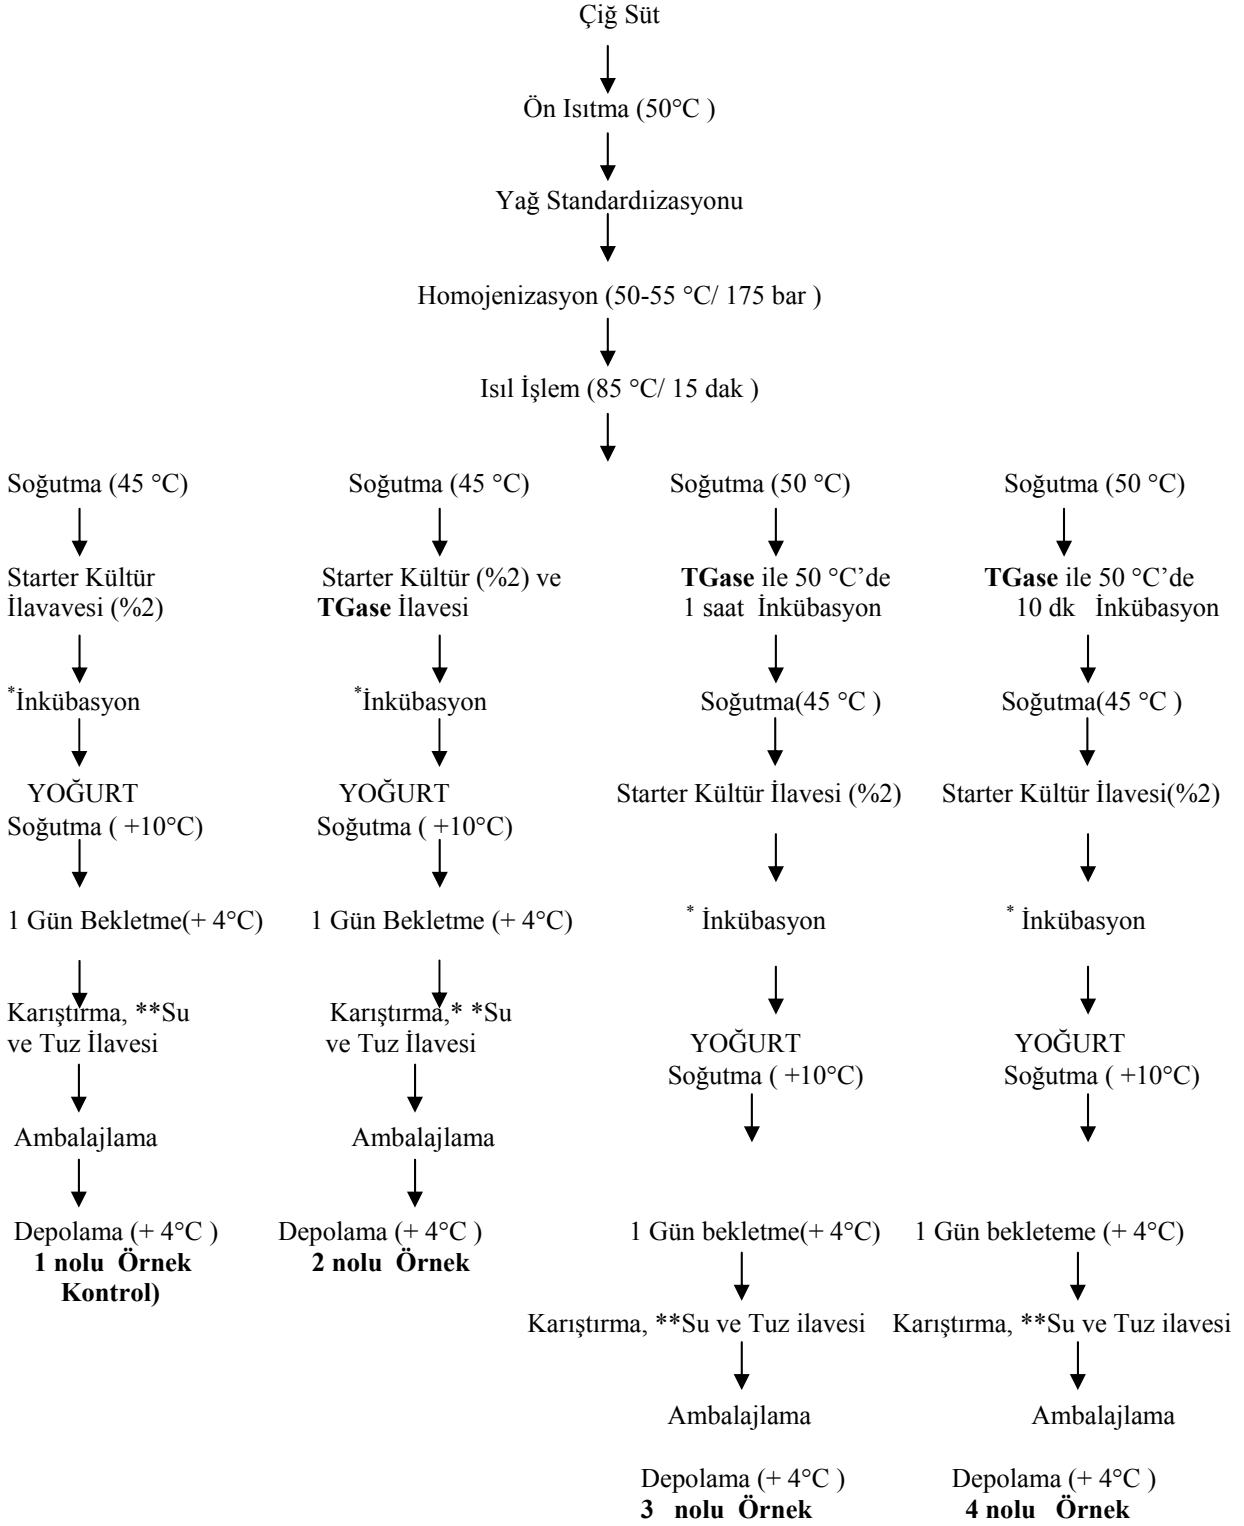 Çiğ Süt
Ön Isıtma (50°C )
Yağ Standardıizasyonu
Homojenizasyon (50-55 °C/ 175 bar )
Isıl İşlem (85 °C/ 15 dak )
Soğutma (45 °C)
Starter Kültür
İlavavesi (%2)
*İnkübasyon
YOĞURT
Soğutma ( +10°C)
1 Gün Bekletme(+ 4°C)
Karıştırma, **Su
ve Tuz İlavesi
Ambalajlama
Depolama (+ 4°C )
1 nolu Örnek
Kontrol)
Soğutma (45 °C)
Starter Kültür (%2) ve
TGase İlavesi
*İnkübasyon
YOĞURT
Soğutma ( +10°C)
1 Gün Bekletme (+ 4°C)
Karıştırma,* *Su
ve Tuz İlavesi
Ambalajlama
Depolama (+ 4°C )
2 nolu Örnek
Soğutma (50 °C)
TGase ile 50 °C’de
1 saat İnkübasyon
Soğutma(45 °C )
Starter Kültür İlavesi (%2)
* İnkübasyon
YOĞURT
Soğutma ( +10°C)
1 Gün bekletme(+ 4°C)
Karıştırma, **Su ve Tuz ilavesi
Ambalajlama
Depolama (+ 4°C )
3 nolu Örnek
Soğutma (50 °C)
TGase ile 50 °C’de
10 dk İnkübasyon
Soğutma(45 °C )
Starter Kültür İlavesi(%2)
* İnkübasyon
YOĞURT
Soğutma ( +10°C)
1 Gün bekleteme (+ 4°C)
Karıştırma, **Su ve Tuz ilavesi
Ambalajlama
Depolama (+ 4°C )
4 nolu Örnek